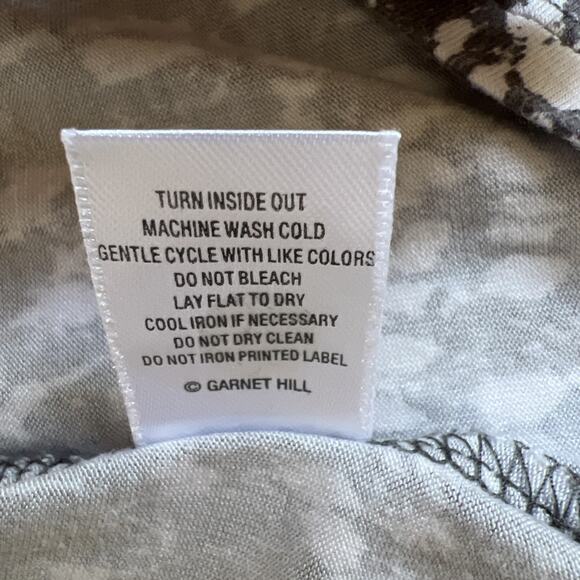 TURN INSIDE OUT
MACHINE WASH COLD
GENTLE CYCLE WITH LIKE COLORS
DO NOT BLEACH
LAY FLAT TO DRY
COOL IRON IF NECESSARY
DO NOT DRY CLEAN
DO NOT IRON PRINTED LABEL
© GARNET HILL